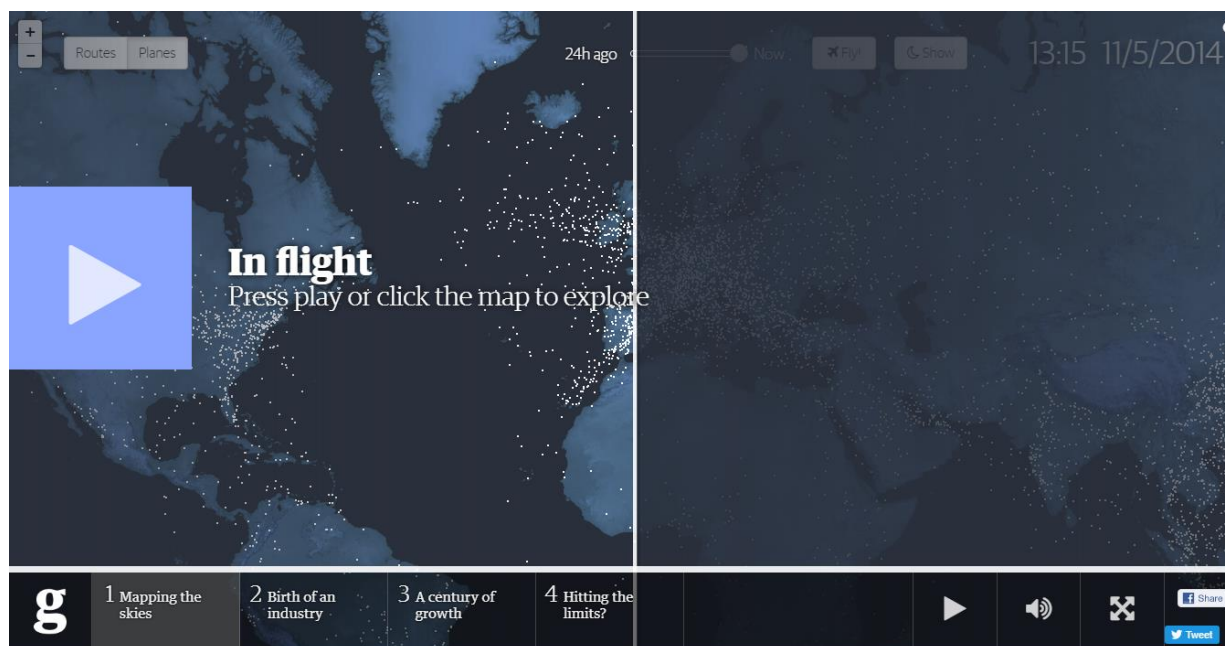 +
-
Routes Planes
24h ago Now Fly! Show 13:15 11/5/2014
In flight
Press play or click the map to explore
g
1 Mapping the
skies
2 Birth of an
industry
3 A century of
growth
4 Hitting the
limits?
f Share
Tweet